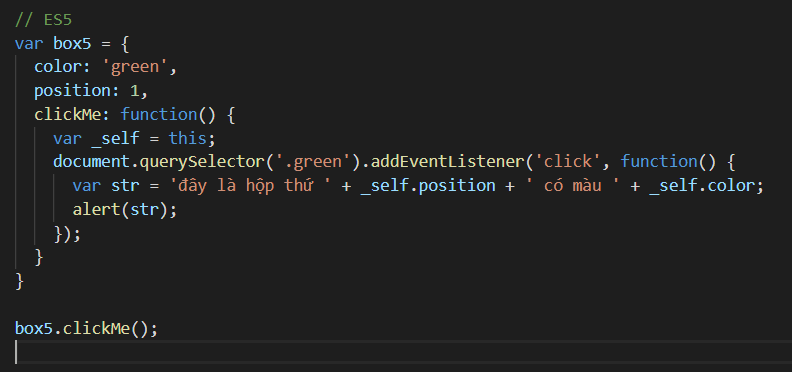 // ES5
var box5 = {
  color: 'green',
  position: 1,
  clickMe: function() {
    var _self = this;
    document.querySelector('.green').addEventListener('click', function() {
      var str = 'đây là hộp thứ ' + _self.position + ' có màu ' + _self.color;
      alert(str);
    });
  }
}
box5.clickMe();